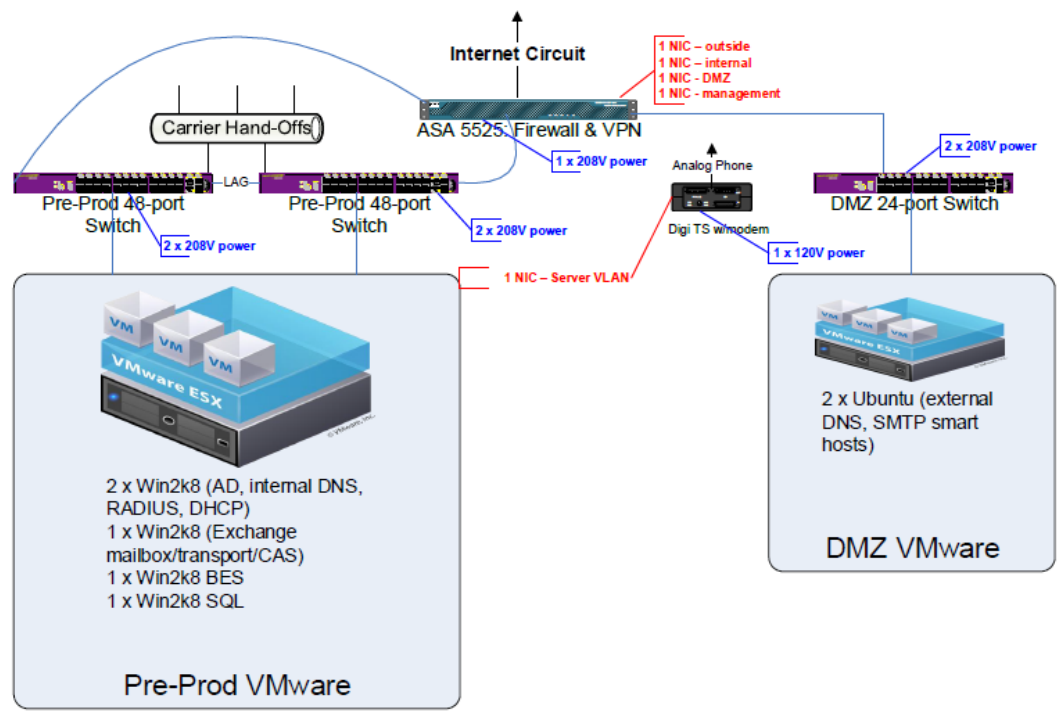 Internet Circuit
1 NIC – outside
1 NIC – internal
1 NIC - DMZ
1 NIC - management
Carrier Hand-Offs
ASA 5525: Firewall & VPN
1 x 208V power
2 x 208V power
Analog Phone
LAG
Pre-Prod 48-port
Switch
Pre-Prod 48-port
Switch
DMZ 24-port Switch
Digi TS w/modem
2 x 208V power
2 x 208V power
1 x 120V power
1 NIC – Server VLAN
VM
VM
VM
VMware ESX
© VMware, Inc.
2 x Win2k8 (AD, internal DNS,
RADIUS, DHCP)
1 x Win2k8 (Exchange
mailbox/transport/CAS)
1 x Win2k8 BES
1 x Win2k8 SQL
Pre-Prod VMware
VM
VM
VM
VMware ESX
2 x Ubuntu (external
DNS, SMTP smart
hosts)
DMZ VMware